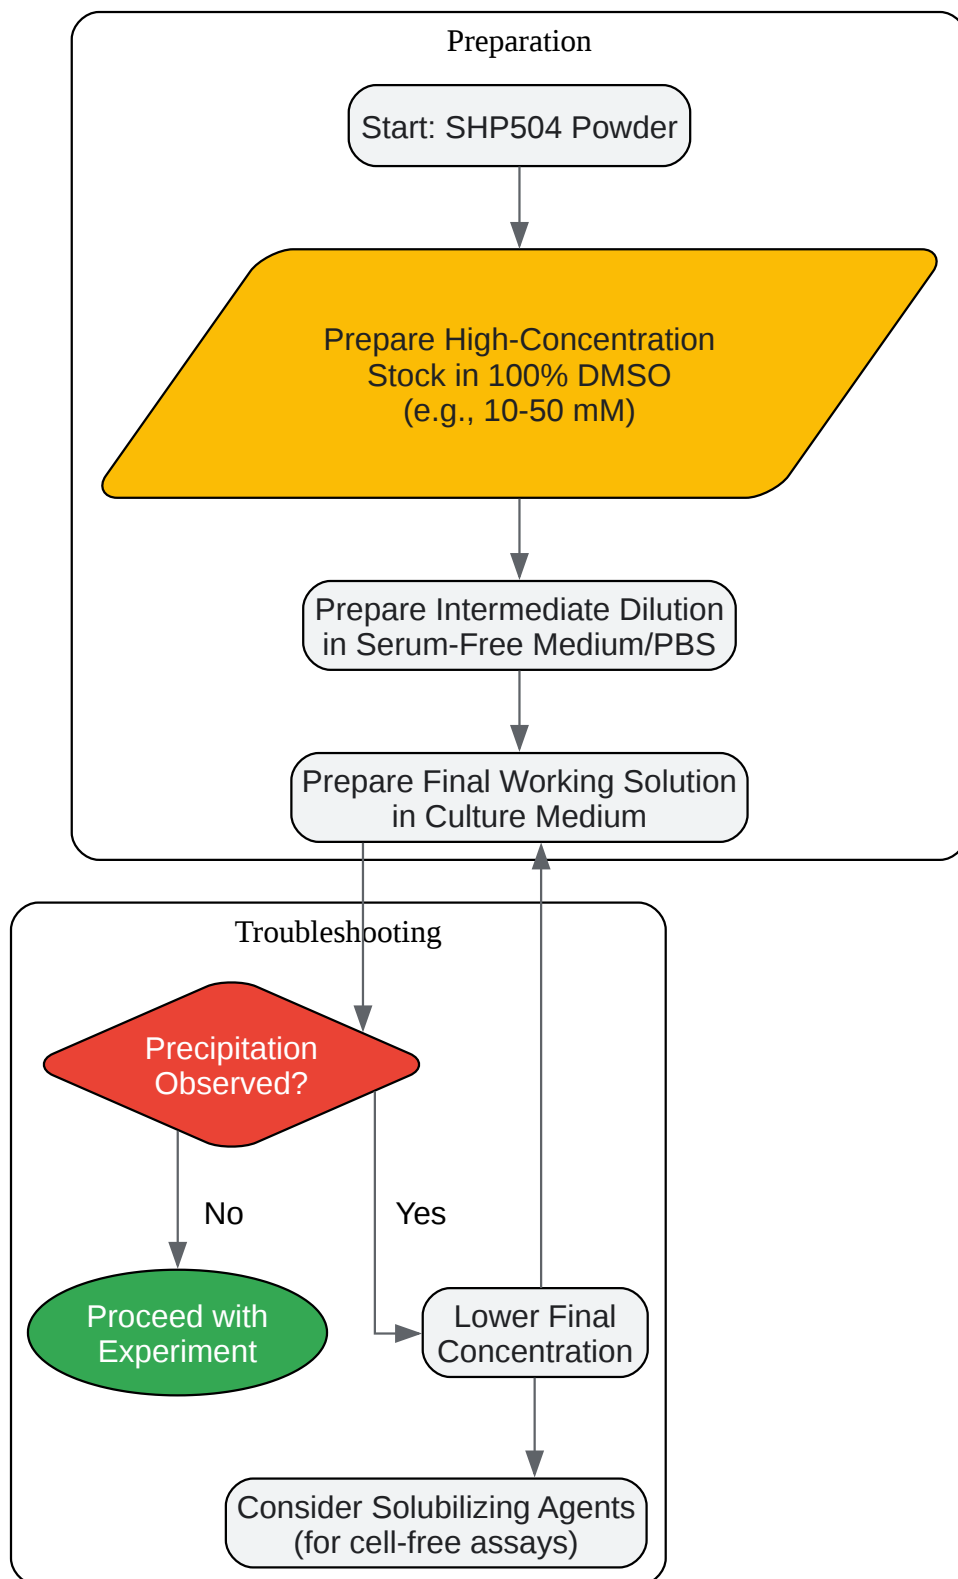 Preparation
Start: SHP504 Powder
Prepare High-Concentration
Stock in 100% DMSO
(e.g., 10-50 mM)
Prepare Intermediate Dilution
in Serum-Free Medium/PBS
Prepare Final Working Solution
in Culture Medium
Troubleshooting
Precipitation
Observed?
No
Yes
Proceed with
Experiment
Lower Final
Concentration
Consider Solubilizing Agents
(for cell-free assays)